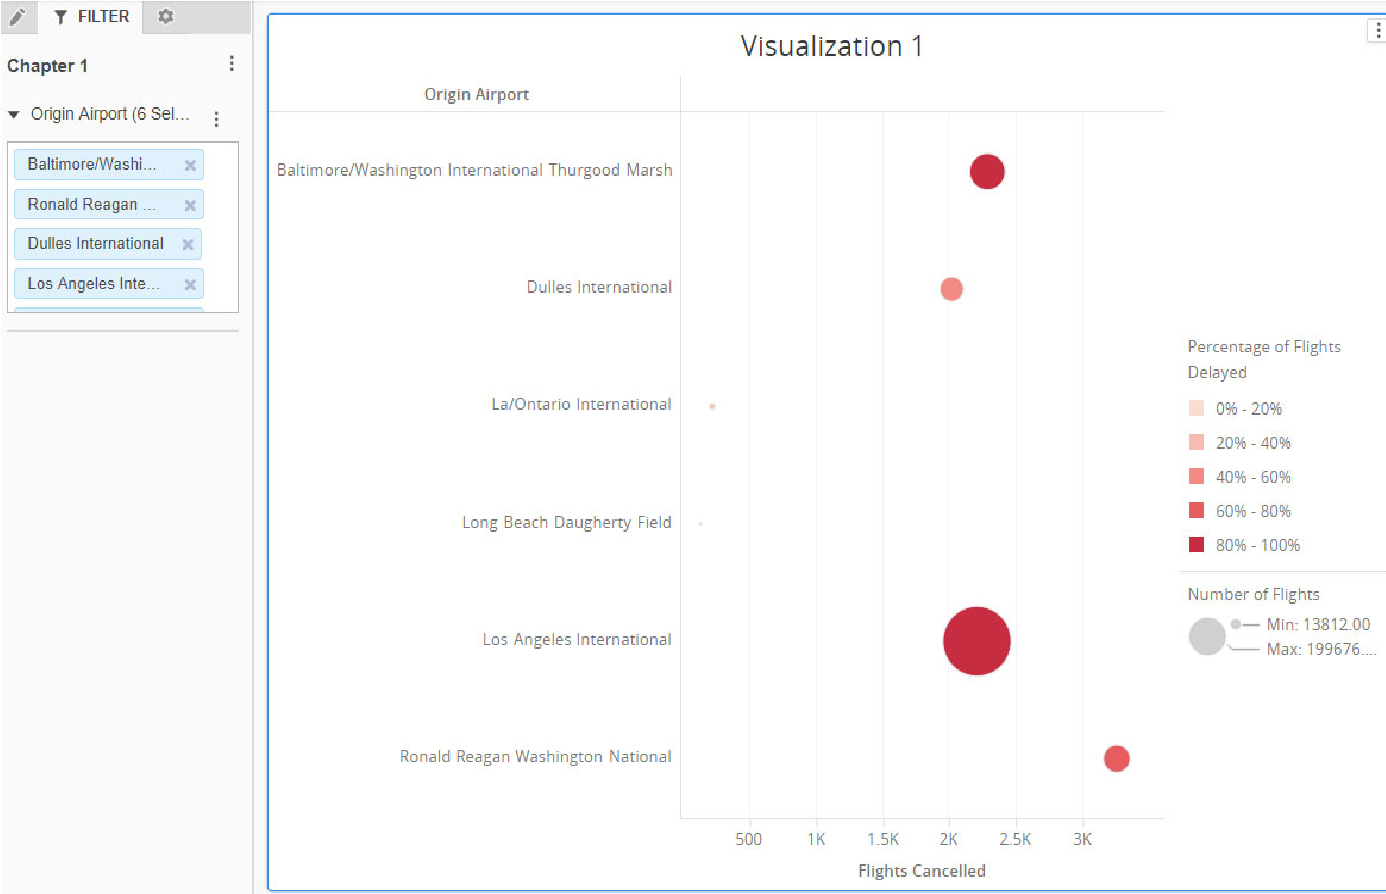 FILTER
Chapter 1
Origin Airport (6 Sel...
Baltimore/Washi...
Ronald Reagan ...
Dulles International
Los Angeles Inte...
Visualization 1
Origin Airport
Baltimore/Washington International Thurgood Marsh
Dulles International
La/Ontario International
Long Beach Daugherty Field
Los Angeles International
Ronald Reagan Washington National
500 1K 1.5K 2K 2.5K 3K
Flights Cancelled
Percentage of Flights
Delayed
0% - 20%
20% - 40%
40% - 60%
60% - 80%
80% - 100%
Number of Flights
Min: 13812.00
Max: 199676....